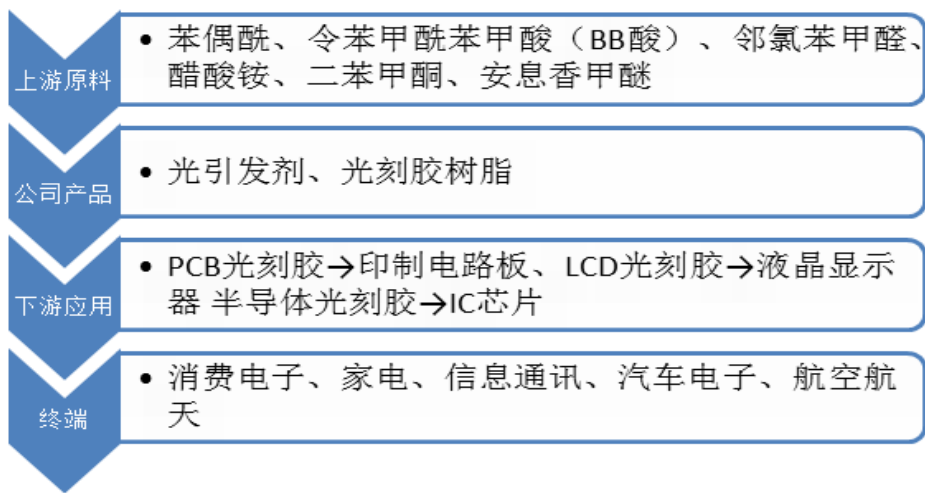 上游原料
• 苯偶酰、令苯甲酰苯甲酸（BB酸）、邻氯苯甲醛、
醋酸铵、二苯甲酮、安息香甲醚
公司产品
• 光引发剂、光刻胶树脂
下游应用
• PCB光刻胶→印制电路板、LCD光刻胶→液晶显示
器 半导体光刻胶→IC芯片
终端
• 消费电子、家电、信息通讯、汽车电子、航空航
天